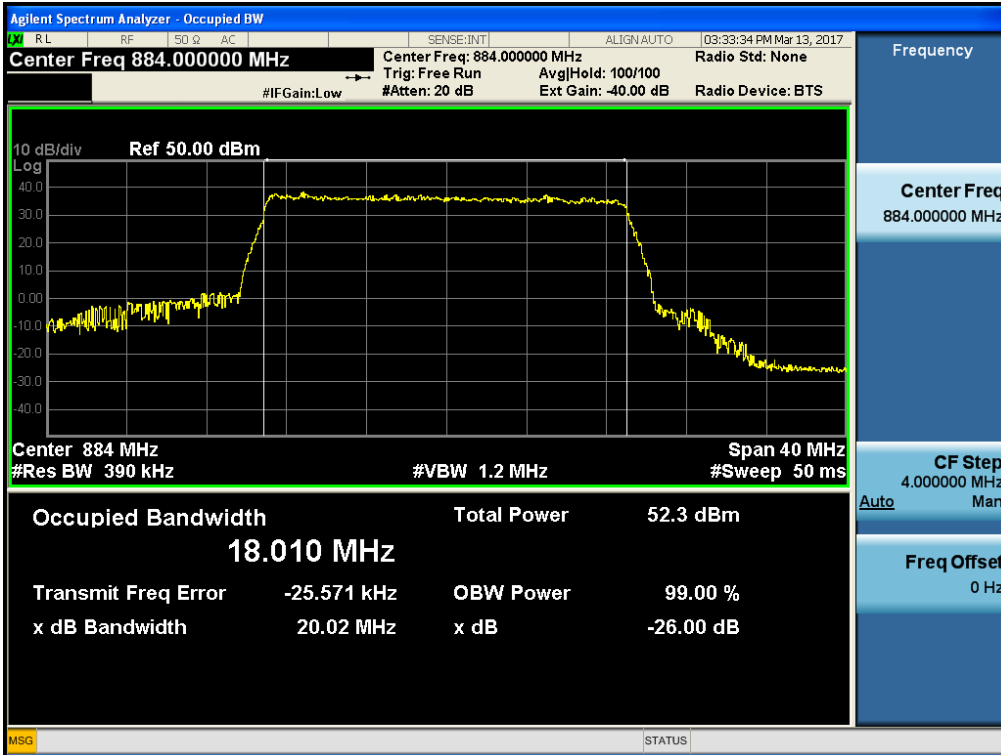 Agilent Spectrum Analyzer - Occupied BW
LXI RL RF 50 Ω AC SENSE:INT ALIGN AUTO 03:33:34 PM Mar 13, 2017
Center Freq 884.000000 MHz
Center Freq: 884.000000 MHz Radio Std: None
Trig: Free Run Avg|Hold: 100/100
#IFGain:Low #Atten: 20 dB Ext Gain: -40.00 dB Radio Device: BTS
10 dB/div Ref 50.00 dBm
Log
40.0
30.0
20.0
10.0
0.00
-10.0
-20.0
-30.0
-40.0
Center 884 MHz Span 40 MHz
#Res BW 390 kHz #VBW 1.2 MHz #Sweep 50 ms
Occupied Bandwidth Total Power 52.3 dBm
18.010 MHz
Transmit Freq Error -25.571 kHz OBW Power 99.00 %
x dB Bandwidth 20.02 MHz x dB -26.00 dB
MSG STATUS
Frequency
Center Freq
884.000000 MHz
CF Step
4.000000 MHz
Auto Man
Freq Offset
0 Hz